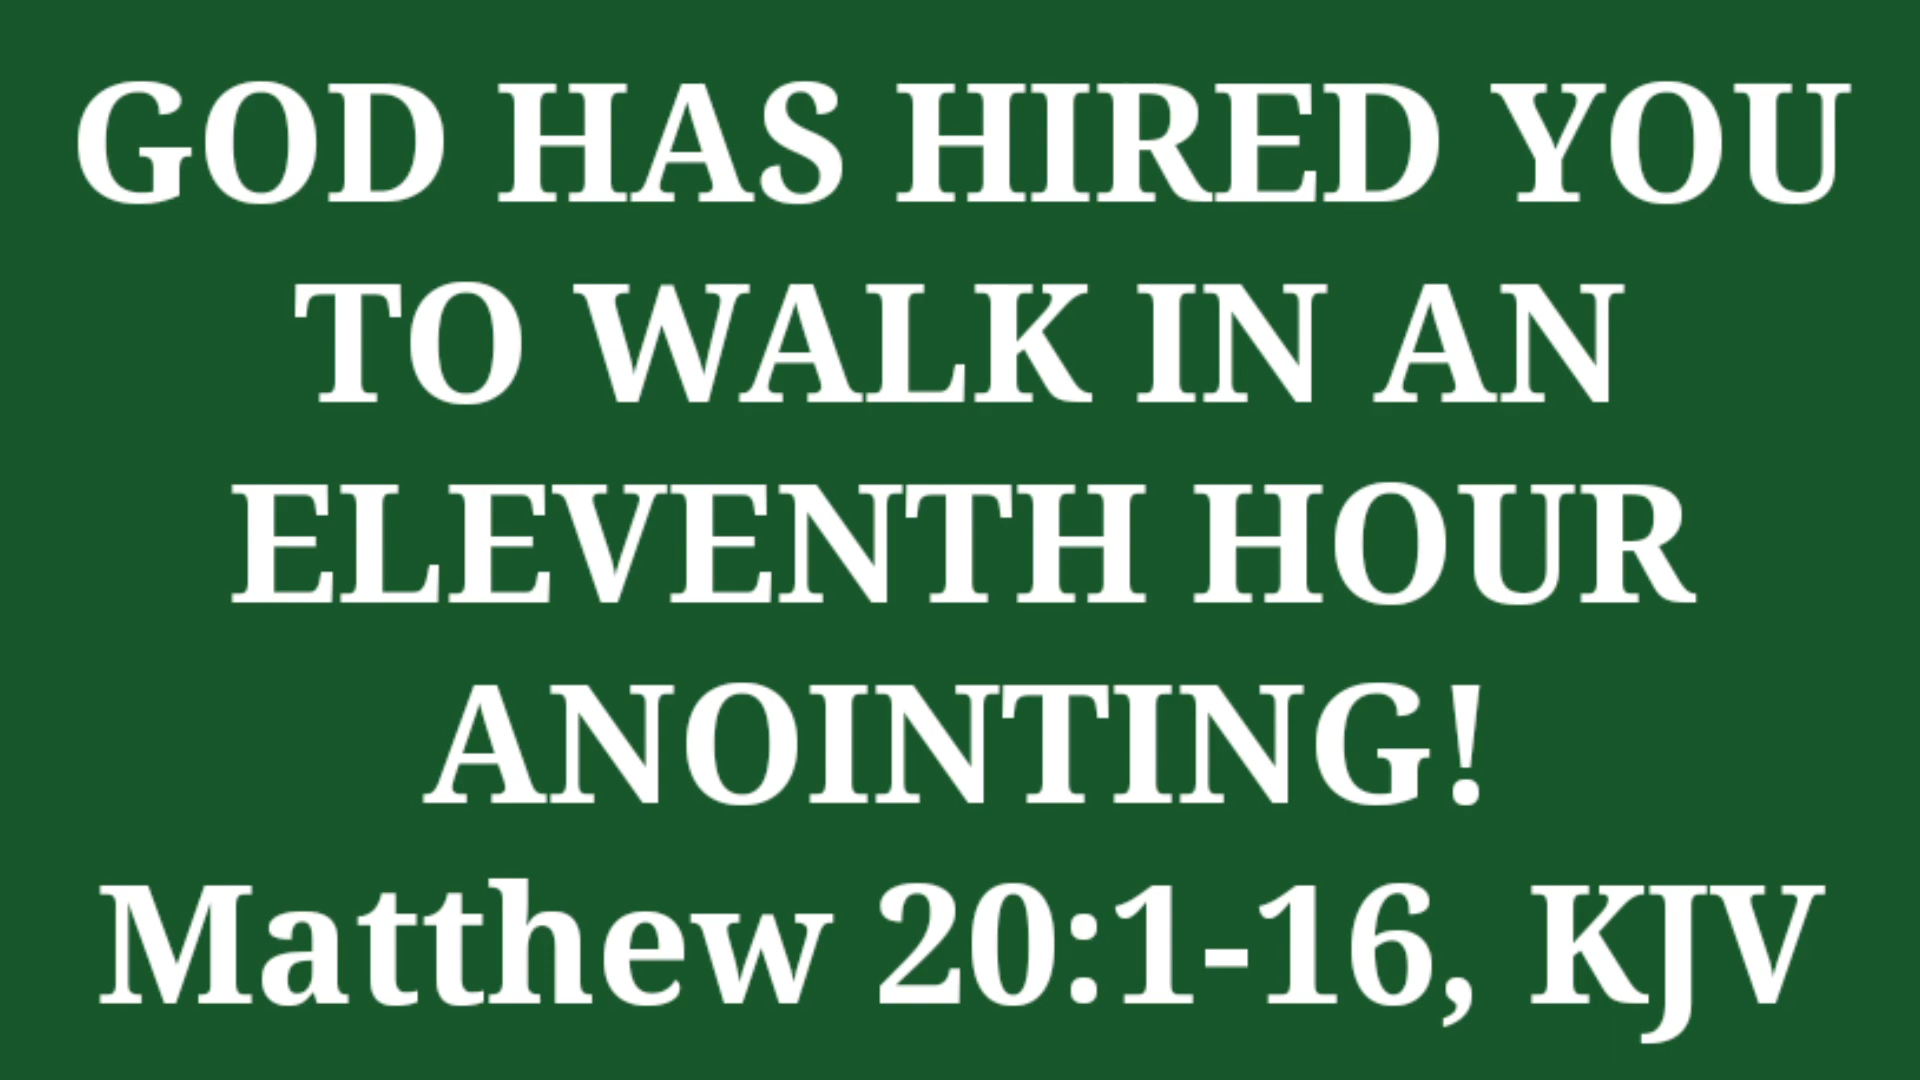 GOD HAS HIRED YOU
TO WALK IN AN
ELEVENTH HOUR
ANOINTING!
Matthew 20:1-16, KJV